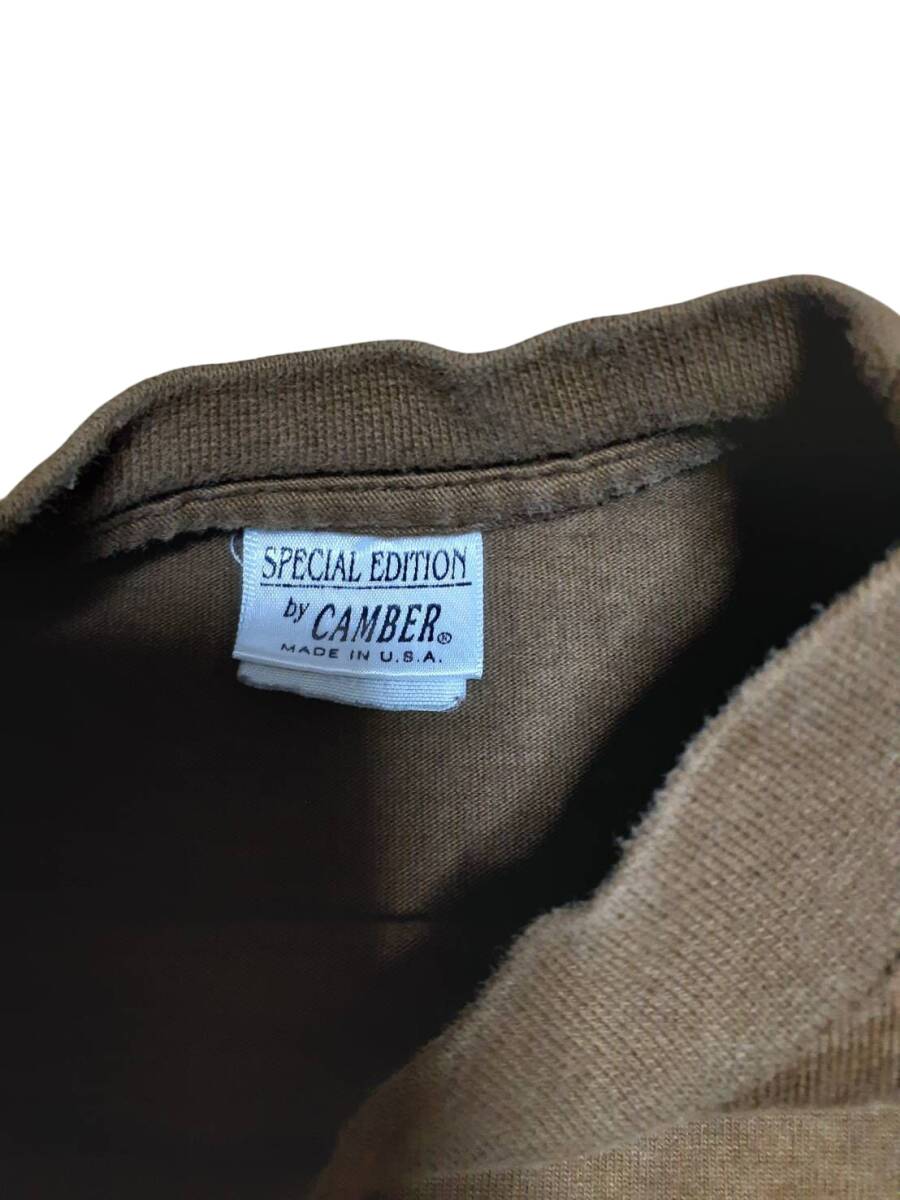 SPECIAL EDITION
by CAMBER®
MADE IN U.S.A.